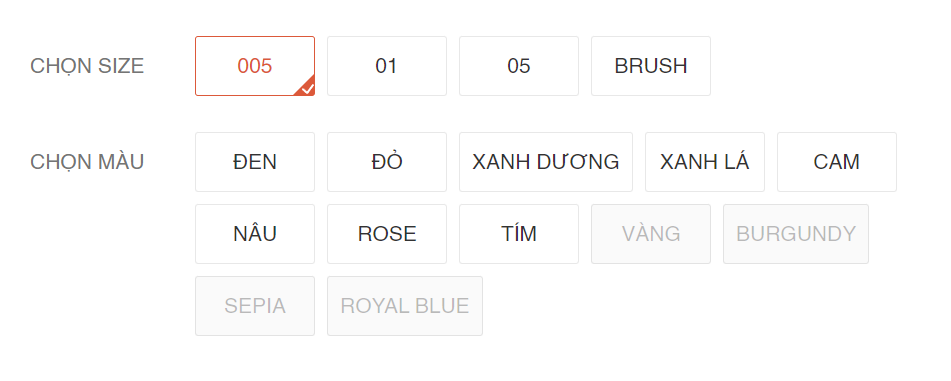 CHỌN SIZE 005 01 05 BRUSH
CHỌN MÀU ĐEN ĐỎ XANH DƯƠNG XANH LÁ CAM
NÂU ROSE TÍM VÀNG BURGUNDY
SEPIA ROYAL BLUE